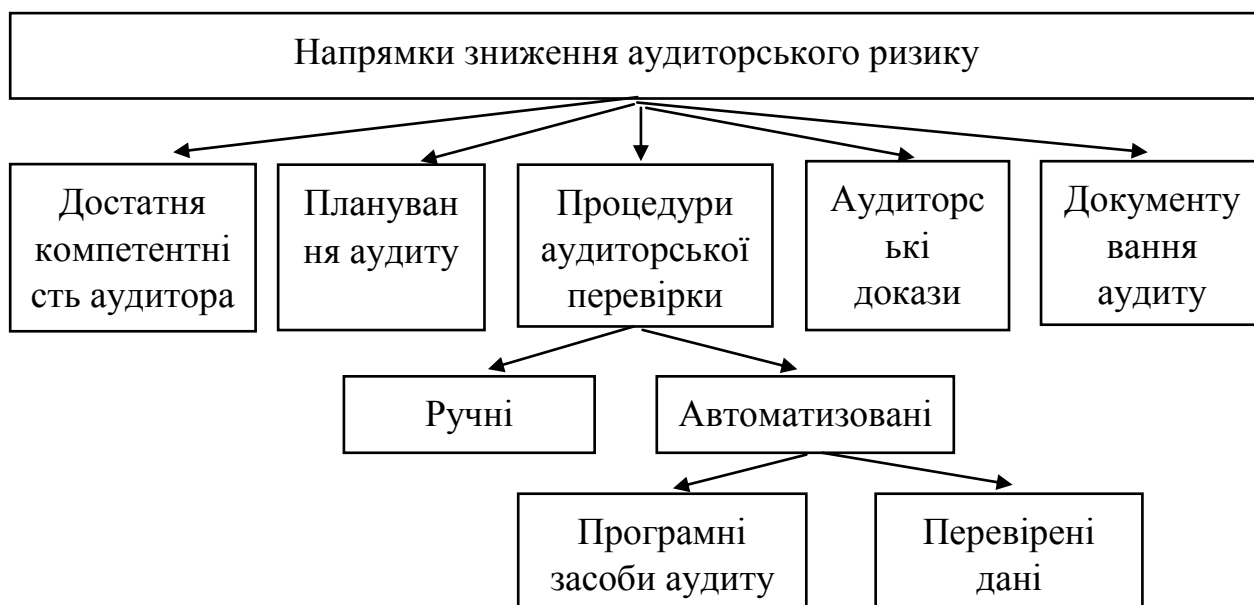 Напрямки зниження аудиторського ризику
Достатня
компетентні
сть аудитора
Плануван
ня аудиту
Процедури
аудиторської
перевірки
Аудиторс
ькі
докази
Документу
вання
аудиту
Ручні
Автоматизовані
Програмні
засоби аудиту
Перевірені
дані